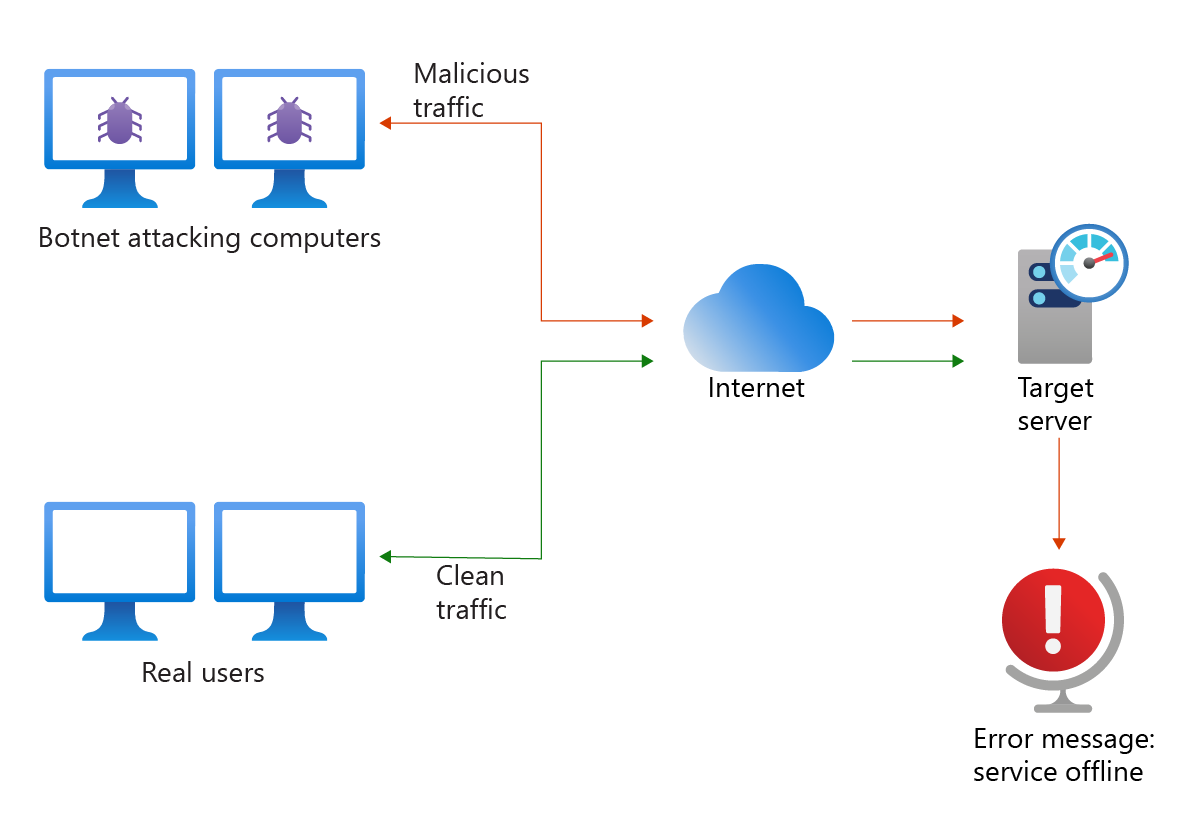 Malicious
traffic
Botnet attacking computers
Internet
Target
server
Clean
traffic
Real users
Error message:
service offline